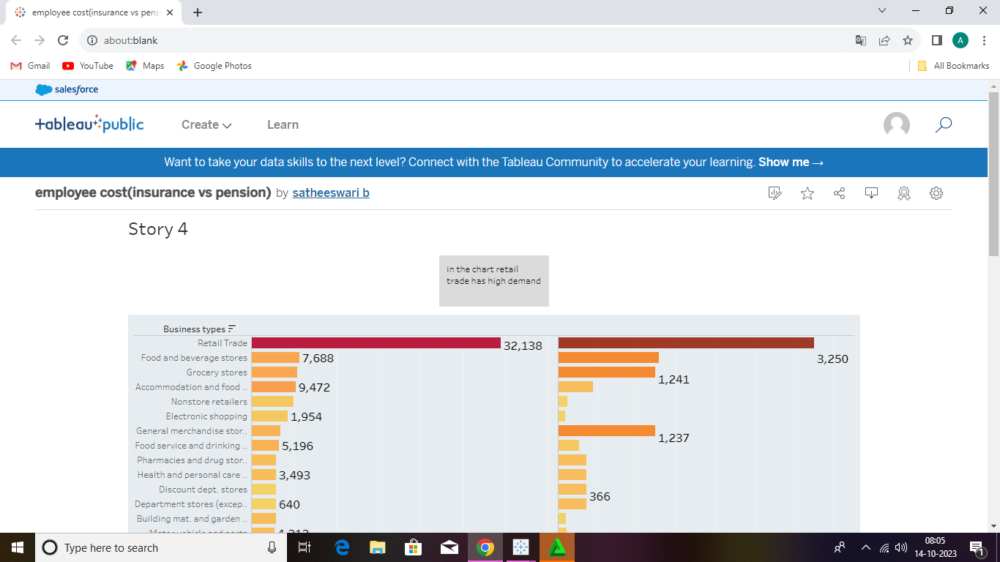 employee cost(insurance vs pens
about:blank
A
Gmail
YouTube
Maps
Google Photos
All Bookmarks
salesforce
+ableau public
Create
Learn
Want to take your data skills to the next level? Connect with the Tableau Community to accelerate your learning. Show me →
employee cost(insurance vs pension) by satheeswari b
Story 4
in the chart retail
trade has high demand
Business types
Retail Trade 32,138 3,250
Food and beverage stores 7,688
Grocery stores 1,241
Accommodation and food .. 9,472
Nonstore retailers
Electronic shopping 1,954
General merchandise stor.. 1,237
Food service and drinking .. 5,196
Pharmacies and drug stor..
Health and personal care .. 3,493
Discount dept. stores 366
Department stores (excep.. 640
Building mat. and garden ..
Motor vehicle and parts
Type here to search
08:05
14-10-2023
1